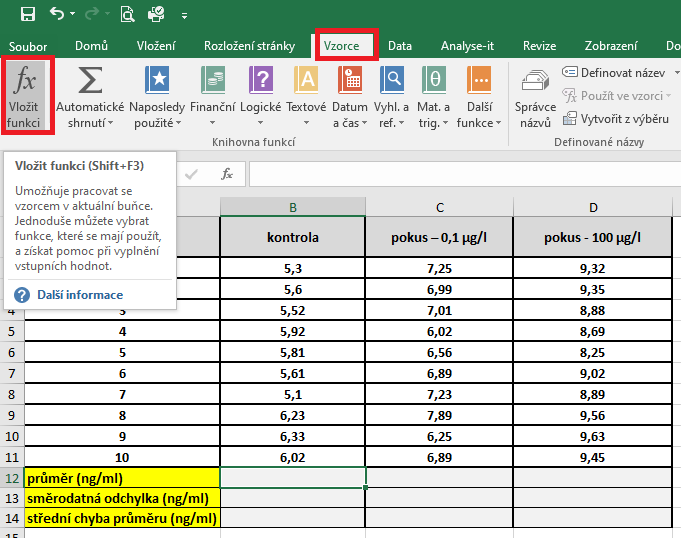 Soubor Domů Vložení Rozložení stránky Vzorce Data Analyse-it Revize Zobrazení Do
fx
Vložit funkci
Automatické shrnutí
Naposledy použité
Finanční
Logické
Textové
Datum a čas
Vyhl. a ref.
Mat. a trig.
Další funkce
Knihovna funkcí
Správce názvů
Definovat název
Použít ve vzorci
Vytvořit z výběru
Definované názvy
fx
Vložit funkci (Shift+F3)
Umožňuje pracovat se
vzorcem v aktuální buňce.
Jednoduše můžete vybrat
funkce, které se mají použít,
a získat pomoc při vyplnění
vstupních hodnot.
? Další informace
B C D
kontrola pokus – 0,1 µg/l pokus - 100 µg/l
5,3 7,25 9,32
5,6 6,99 9,35
4 3 5,52 7,01 8,88
5 4 5,92 6,02 8,69
6 5 5,81 6,56 8,25
7 6 5,61 6,89 9,02
8 7 5,1 7,23 8,89
9 8 6,23 7,89 9,56
10 9 6,33 6,25 9,63
11 10 6,02 6,89 9,45
12 průměr (ng/ml)
13 směrodatná odchylka (ng/ml)
14 střední chyba průměru (ng/ml)
15